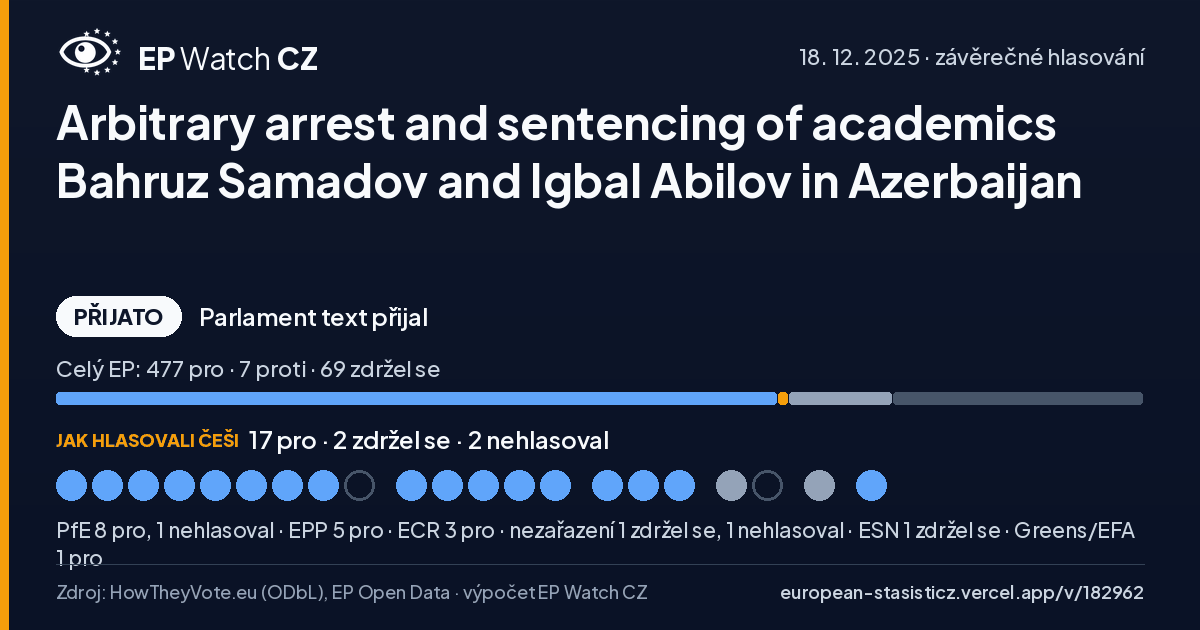 EP Watch CZ
18. 12. 2025 · závěrečné hlasování
Arbitrary arrest and sentencing of academics
Bahruz Samadov and Igbal Abilov in Azerbaijan
PŘIJATO Parlament text přijal
Celý EP: 477 pro · 7 proti · 69 zdržel se
JAK HLASOVALI ČEŠI 17 pro · 2 zdržel se · 2 nehlasoval
PfE 8 pro, 1 nehlasoval · EPP 5 pro · ECR 3 pro · nezařazení 1 zdržel se, 1 nehlasoval · ESN 1 zdržel se · Greens/EFA
1 pro
Zdroj: HowTheyVote.eu (ODbL), EP Open Data · výpočet EP Watch CZ
european-stasisticz.vercel.app/v/182962